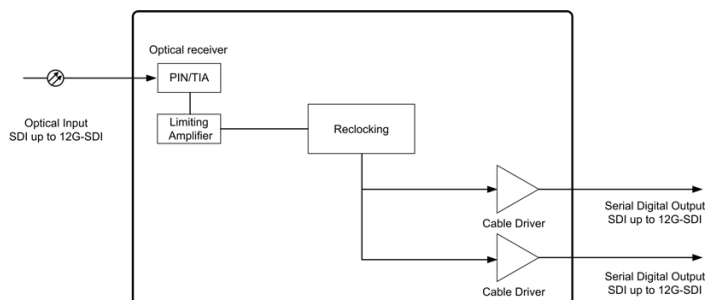 Optical receiver
PIN/TIA
Optical Input
SDI up to 12G-SDI
Limiting
Amplifier
Reclocking
Cable Driver
Serial Digital Output
SDI up to 12G-SDI
Cable Driver
Serial Digital Output
SDI up to 12G-SDI